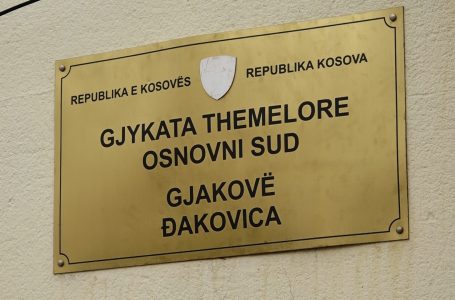 REPUBLIKA E KOSOVËS REPUBLIKA KOSOVA
GJYKATA THEMELORE
OSNOVNI SUD
GJAKOVË
ĐAKOVICA